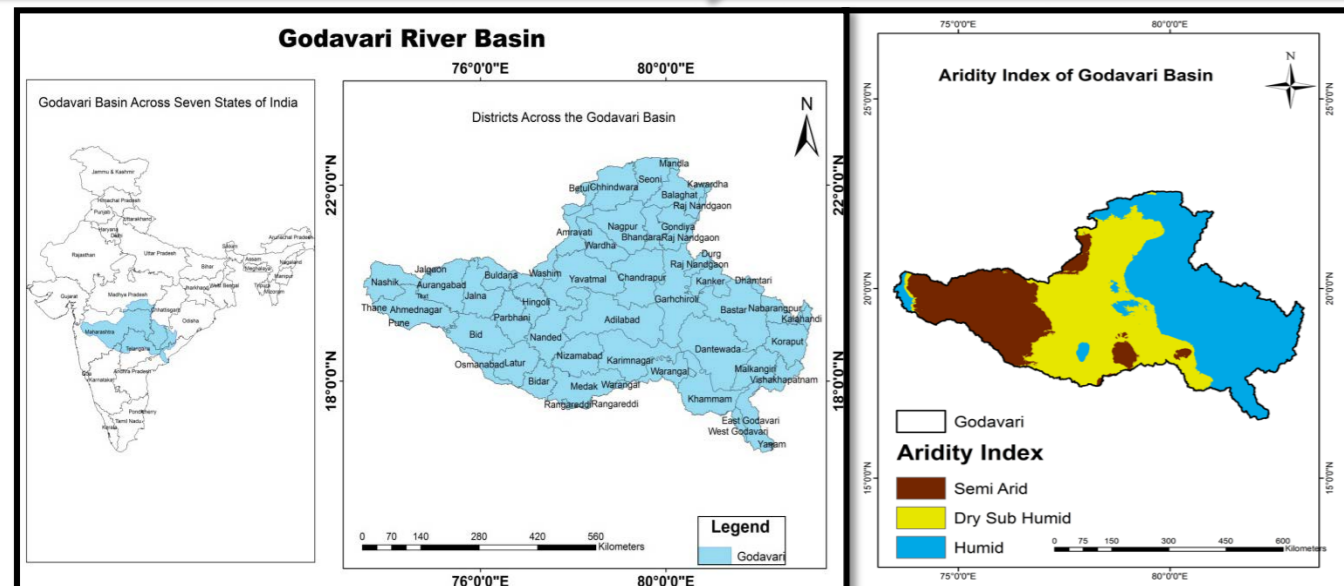 Godavari River Basin
Godavari Basin Across Seven States of India
Jammu & Kashmir
Himachal Pradesh
Punjab
Uttarakhand
Haryana
Delhi
Arunachal Pradesh
Sikkim
Rajasthan
Uttar Pradesh
Assam
Nagaland
Bihar
Meghalaya
Manipur
Tripura
Mizoram
Jharkhand
West Bengal
Gujarat
Madhya Pradesh
Chhattisgarh
Odisha
Maharashtra
Telangana
Goa
Karnataka
Andhra Pradesh
Pondicherry
Tamil Nadu
Kerala
76°0'0"E 80°0'0"E
Districts Across the Godavari Basin
N
22°0'0"N 22°0'0"N
18°0'0"N 18°0'0"N
Mandla
Seoni
Betul Chhindwara
Kawardha
Balaghat
Raj Nandgaon
Nagpur
Gondiya
Amravati
Bhandara Raj Nandgaon
Wardha
Durg
Jalgaon
Buldana
Washim
Raj Nandgaon
Nashik
Aurangabad
Yavatmal
Chandrapur
Kanker
Dhamtari
Text
Jalna
Hingoli
Garhchiroli
Thane
Ahmednagar
Bastar
Nabarangpur
Pune
Parbhani
Adilabad
Kalahandi
Bid
Nanded
Koraput
Dantewada
Nizamabad
Karimnagar
Osmanabad
Latur
Warangal
Malkangiri
Bidar
Medak
Warangal
Vishakhapatnam
Khammam
Rangareddi
Rangareddi
East Godavari
West Godavari
Yanam
0 70 140 280 420 560
Kilometers
Legend
Godavari
76°0'0"E 80°0'0"E
75°0'0"E 80°0'0"E
Aridity Index of Godavari Basin
N
25°0'0"N 25°0'0"N
20°0'0"N 20°0'0"N
15°0'0"N 15°0'0"N
Godavari
Aridity Index
Semi Arid
Dry Sub Humid
Humid
0 75 150 300 450 600
Kilometers
75°0'0"E 80°0'0"E